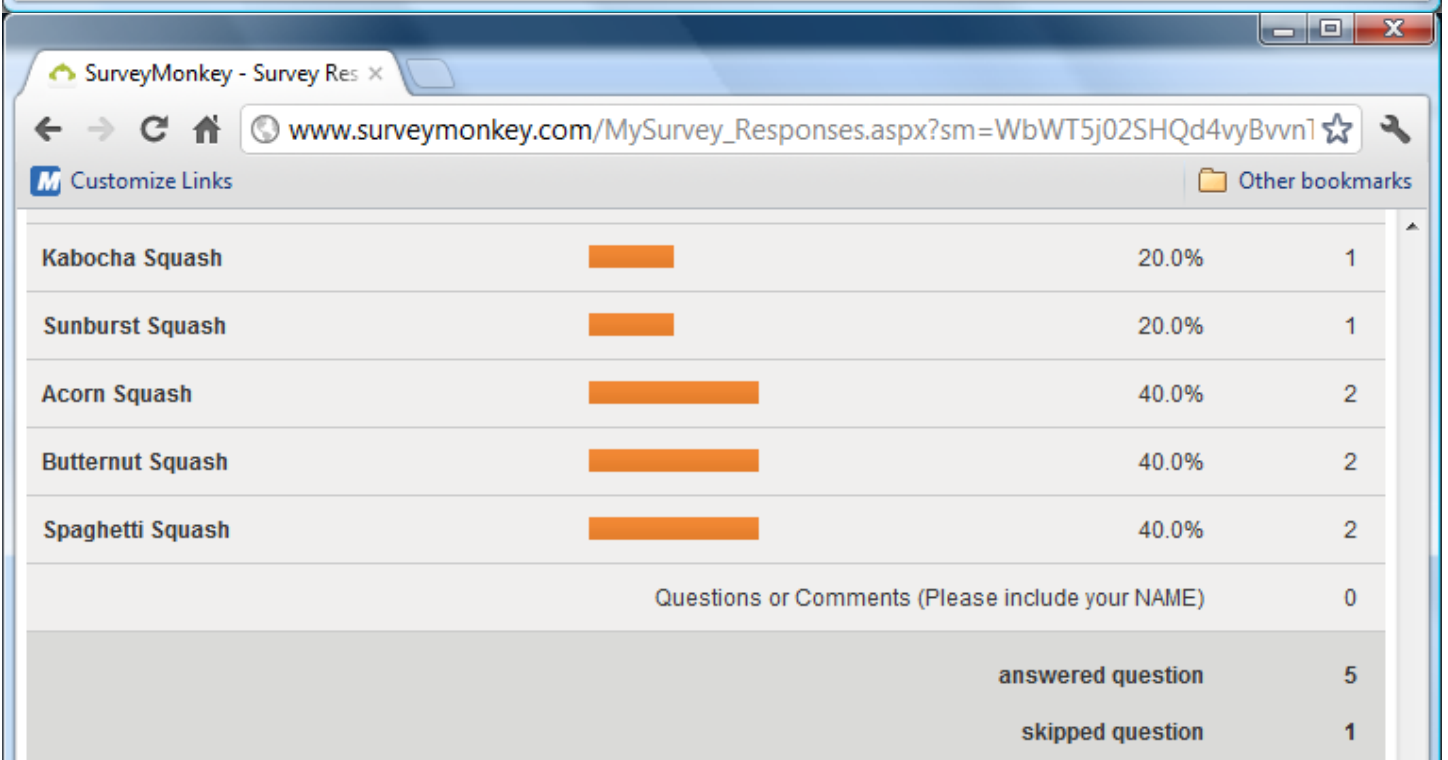 SurveyMonkey - Survey Res
www.surveymonkey.com/MySurvey_Responses.aspx?sm=WbWT5j02SHQd4vyBvvn
Customize Links Other bookmarks
Kabocha Squash 20.0% 1
Sunburst Squash 20.0% 1
Acorn Squash 40.0% 2
Butternut Squash 40.0% 2
Spaghetti Squash 40.0% 2
Questions or Comments (Please include your NAME) 0
answered question 5
skipped question 1